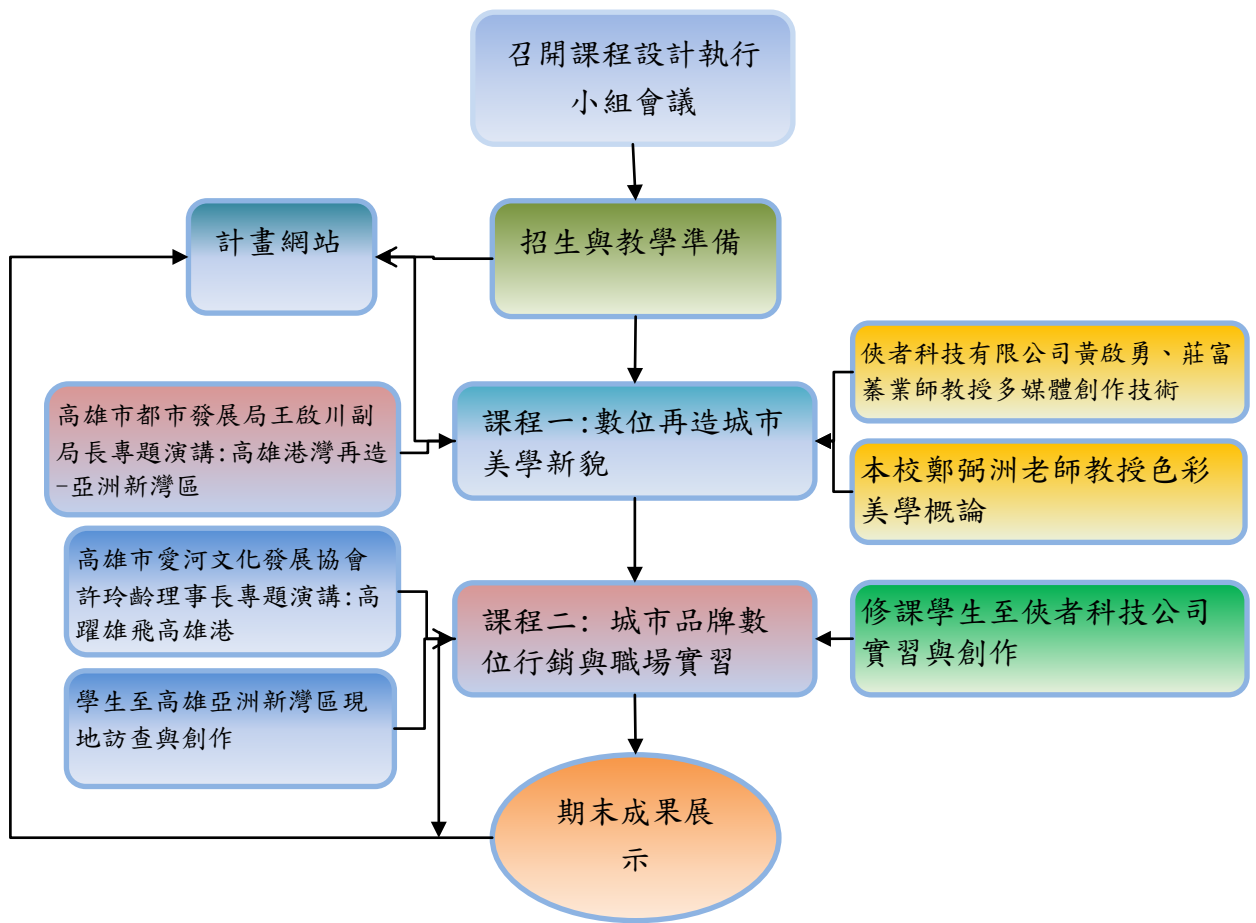 召開課程設計執行
小組會議
計畫網站
招生與教學準備
俠者科技有限公司黃啟勇、莊富
蓁業師教授多媒體創作技術
高雄市都市發展局王啟川副
局長專題演講:高雄港灣再造
-亞洲新灣區
課程一:數位再造城市
美學新貌
本校鄭弼洲老師教授色彩
美學概論
高雄市愛河文化發展協會
許玲齡理事長專題演講:高
躍雄飛高雄港
課程二: 城市品牌數
位行銷與職場實習
修課學生至俠者科技公司
實習與創作
學生至高雄亞洲新灣區現
地訪查與創作
期末成果展
示